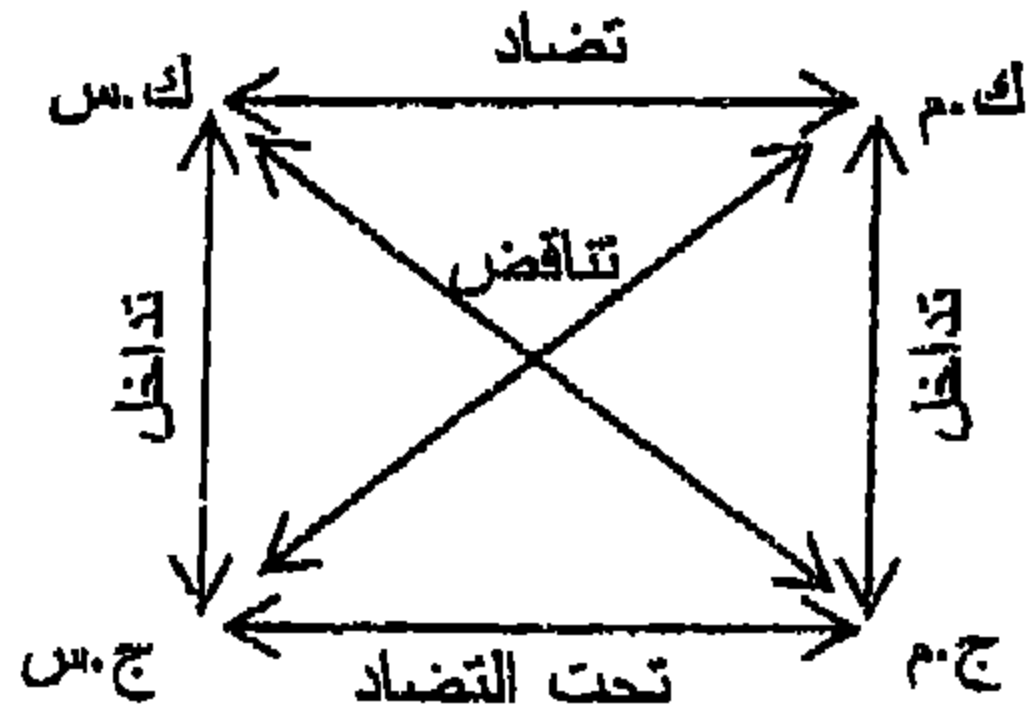 تضاد
ك.م
ك.س
تناقض
تداخل
تداخل
ج.م
ج.س
تحت التضاد